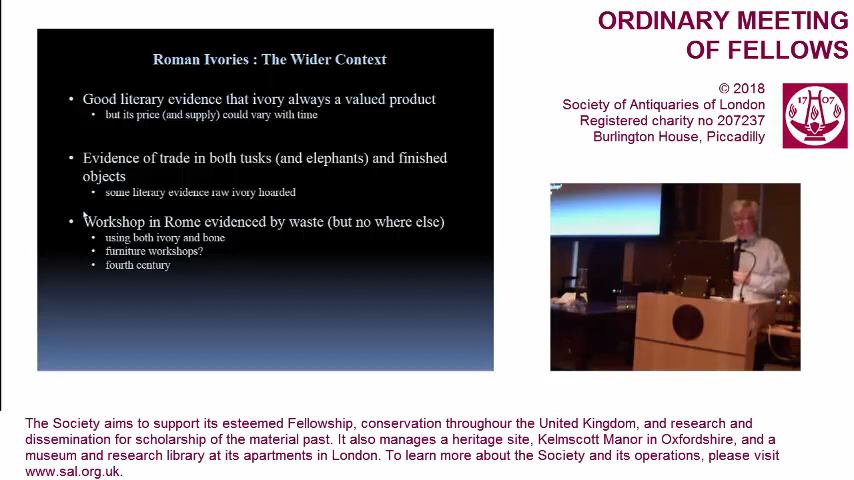 Roman Ivories : The Wider Context
• Good literary evidence that ivory always a valued product
• but its price (and supply) could vary with time
• Evidence of trade in both tusks (and elephants) and finished
objects
• some literary evidence raw ivory hoarded
• Workshop in Rome evidenced by waste (but no where else)
• using both ivory and bone
• furniture workshops?
• fourth century
ORDINARY MEETING
OF FELLOWS
© 2018
Society of Antiquaries of London
Registered charity no 207237
Burlington House, Piccadilly
17 07
The Society aims to support its esteemed Fellowship, conservation throughour the United Kingdom, and research and
dissemination for scholarship of the material past. It also manages a heritage site, Kelmscott Manor in Oxfordshire, and a
museum and research library at its apartments in London. To learn more about the Society and its operations, please visit
www.sal.org.uk.